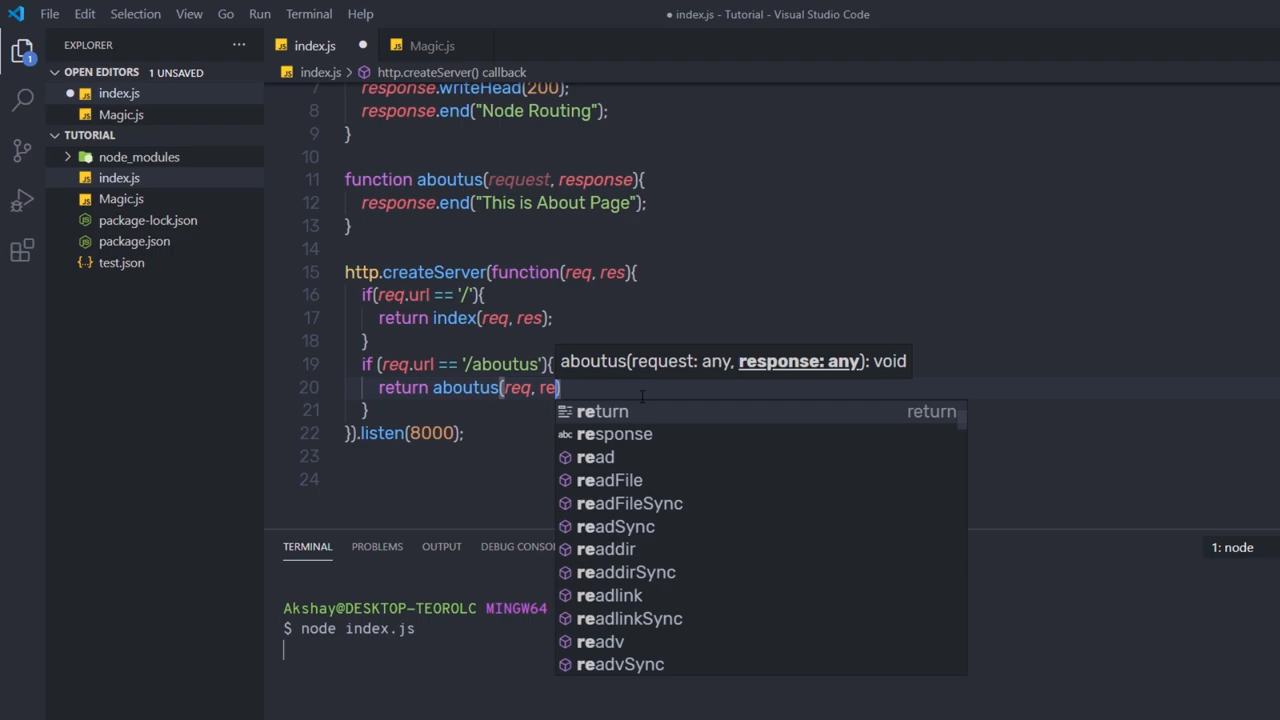 File Edit Selection View Go Run Terminal Help
● index.js - Tutorial - Visual Studio Code
1
EXPLORER
OPEN EDITORS 1 UNSAVED
index.js
Magic.js
TUTORIAL
node_modules
index.js
Magic.js
package-lock.json
package.json
test.json
index.js
Magic.js
index.js > http.createServer() callback
7 response.writeHead(200);
8 response.end("Node Routing");
9 }
10
11 function aboutus(request, response){
12 response.end("This is About Page");
13 }
14
15 http.createServer(function(req, res){
16 if(req.url == '/'){
17 return index(req, res);
18 }
19 if (req.url == '/aboutus'){
20 return aboutus(req, re)
21 }
22 }).listen(8000);
23
24
aboutus(request: any, response: any): void
return return
response
read
readFile
readFileSync
readSync
readdir
readdirSync
readlink
readlinkSync
readv
readvSync
TERMINAL PROBLEMS OUTPUT DEBUG CONSO
1: node
Akshay@DESKTOP-TEOROLC MINGW64
$ node index.js